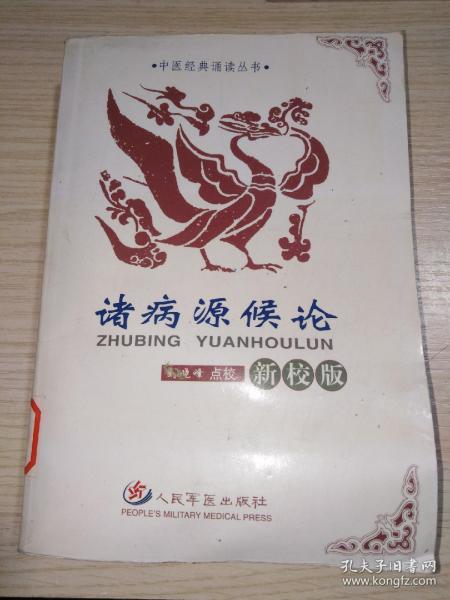 •中医经典诵读丛书•
诸病源候论
ZHUBING YUANHOULUN
晓峰 点校 新校版
人民军医出版社
PEOPLE'S MILITARY MEDICAL PRESS
孔夫子旧书网
www.kongfz.com